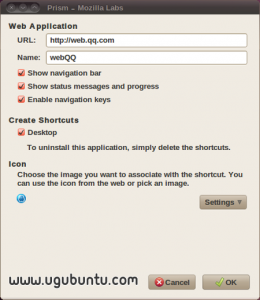 Prism – Mozilla Labs
Web Application
URL: http://web.qq.com
Name: webQQ
Show navigation bar
Show status messages and progress
Enable navigation keys
Create Shortcuts
Desktop
To uninstall this application, simply delete the shortcuts.
Icon
Choose the image you want to associate with the shortcut. You
can use the icon from the web or pick an image.
Settings
www.ugubuntu.com
Cancel OK